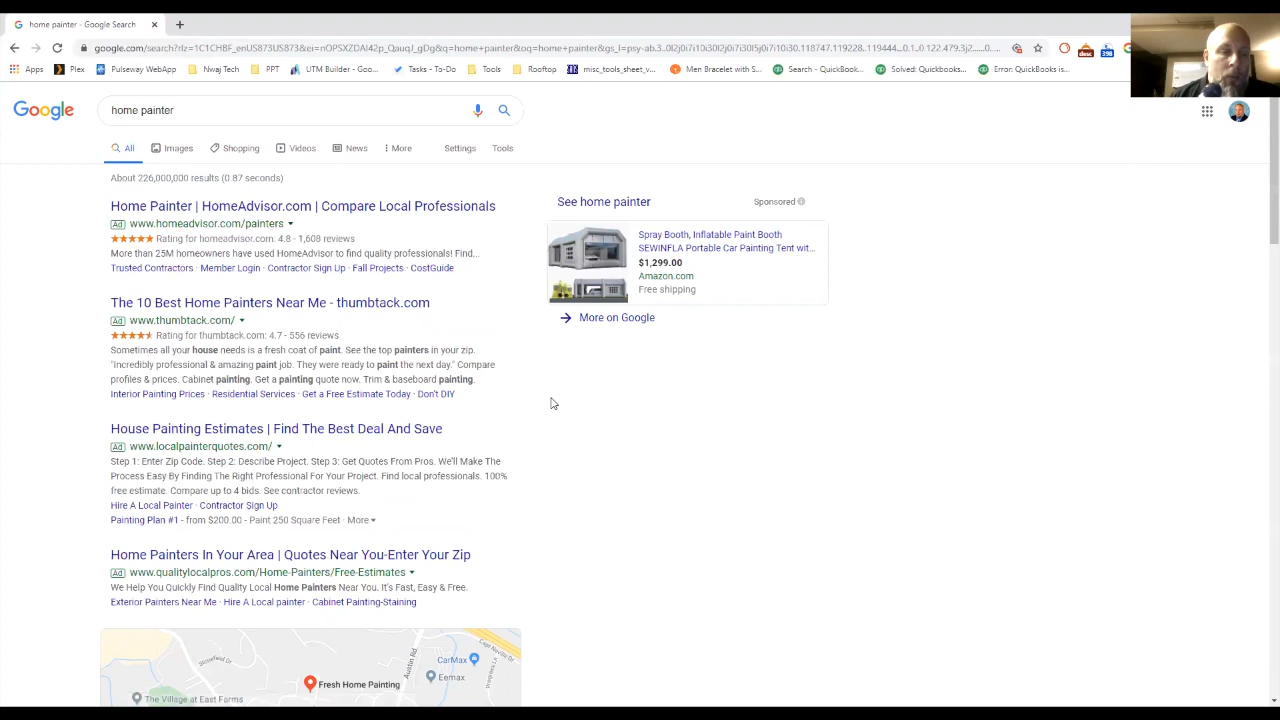 home painter - Google Search
google.com/search?rlz=1C1CHBF_enUS873US873&ei=nOPSXZDAI42p_QauqJ_gDg&q=home+painter&oq=home+painter&gs_l=psy-ab.3..0l2j0i7i10i30l2j0i7i30l5j0i7i10i30.118747.119228..119444...0.1..0.122.479.3j2......0....
Apps
Plex
Pulseway WebApp
Nwaj Tech
PPT
UTM Builder - Goo...
Tasks - To-Do
Tools
Rooftop
misc_tools_sheet_v...
Men Bracelet with S...
Search - QuickBook...
Solved: Quickbooks...
Error: QuickBooks is...
desc
398
Google
home painter
All
Images
Shopping
Videos
News
More
Settings
Tools
About 226,000,000 results (0.87 seconds)
Home Painter | HomeAdvisor.com | Compare Local Professionals
Ad www.homeadvisor.com/painters
Rating for homeadvisor.com: 4.8 - 1,608 reviews
More than 25M homeowners have used HomeAdvisor to find quality professionals! Find...
Trusted Contractors · Member Login · Contractor Sign Up · Fall Projects · CostGuide
The 10 Best Home Painters Near Me - thumbtack.com
Ad www.thumbtack.com/
Rating for thumbtack.com: 4.7 - 556 reviews
Sometimes all your house needs is a fresh coat of paint. See the top painters in your zip.
"Incredibly professional & amazing paint job. They were ready to paint the next day." Compare
profiles & prices. Cabinet painting. Get a painting quote now. Trim & baseboard painting.
Interior Painting Prices · Residential Services · Get a Free Estimate Today · Don't DIY
House Painting Estimates | Find The Best Deal And Save
Ad www.localpainterquotes.com/
Step 1: Enter Zip Code. Step 2: Describe Project. Step 3: Get Quotes From Pros. We'll Make The
Process Easy By Finding The Right Professional For Your Project. Find local professionals. 100%
free estimate. Compare up to 4 bids. See contractor reviews.
Hire A Local Painter · Contractor Sign Up
Painting Plan #1 - from $200.00 - Paint 250 Square Feet · More
Home Painters In Your Area | Quotes Near You-Enter Your Zip
Ad www.qualitylocalpros.com/Home-Painters/Free-Estimates
We Help You Quickly Find Quality Local Home Painters Near You. It's Fast, Easy & Free.
Exterior Painters Near Me · Hire A Local painter · Cabinet Painting-Staining
Stonefield Dr
Austin Rd
CarMax
Capt Neville Dr
Eemax
Fresh Home Painting
The Village at East Farms
See home painter
Sponsored
Spray Booth, Inflatable Paint Booth
SEWINFLA Portable Car Painting Tent wit...
$1,299.00
Amazon.com
Free shipping
More on Google